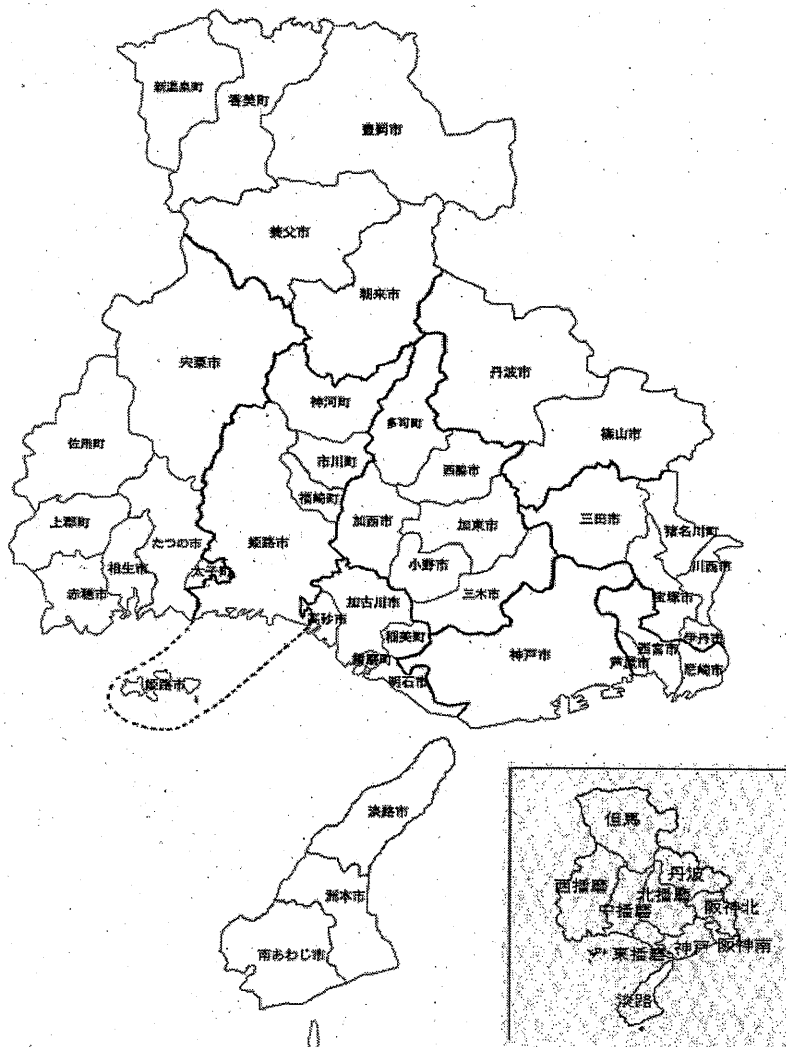 新温泉町
香美町
豊岡市
養父市
朝来市
宍粟市
丹波市
神河町
多可町
篠山市
佐用町
市川町
西脇市
福崎町
上郡町
たつの市
姫路市
加西市
加東市
三田市
猪名川町
川西市
相生市
太子町
小野市
赤穂市
加古川市
三木市
宝塚市
高砂市
稲美町
伊丹市
神戸市
西宮市
芦屋市
尼崎市
播磨町
明石市
姫路市
淡路市
洲本市
南あわじ市
但馬
丹波
西播磨
北播磨
中播磨
阪神北
東播磨
神戸
阪神南
淡路